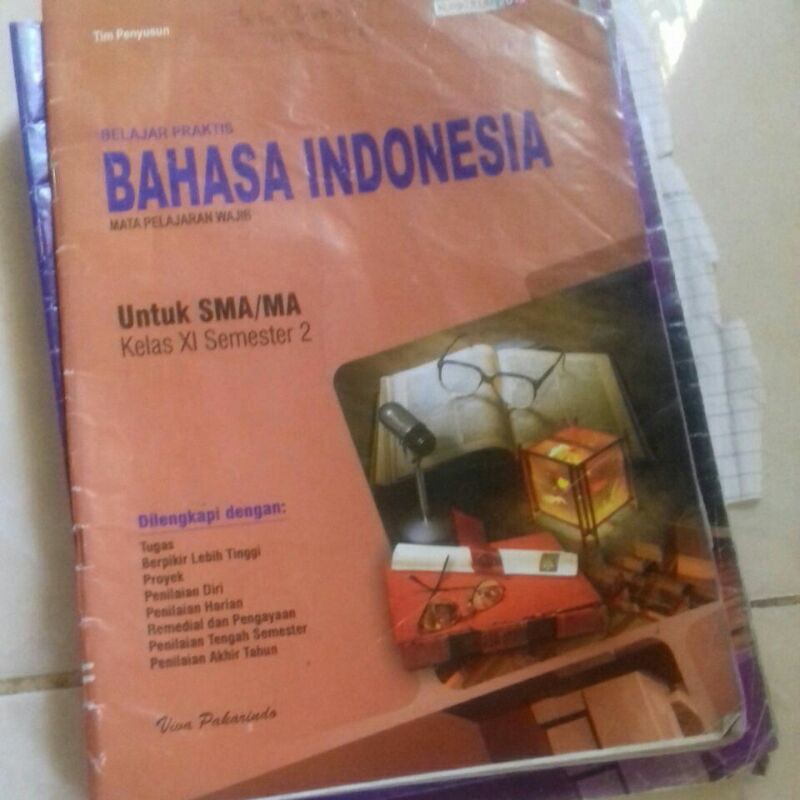 Tim Penyusun
BELAJAR PRAKTIS
BAHASA INDONESIA
MATA PELAJARAN WAJIB
Untuk SMA/MA
Kelas XI Semester 2
Dilengkapi dengan:
Tugas
Berpikir Lebih Tinggi
Proyek
Penilaian Diri
Penilaian Harian
Remedial dan Pengayaan
Penilaian Tengah Semester
Penilaian Akhir Tahun
Viva Pakarindo